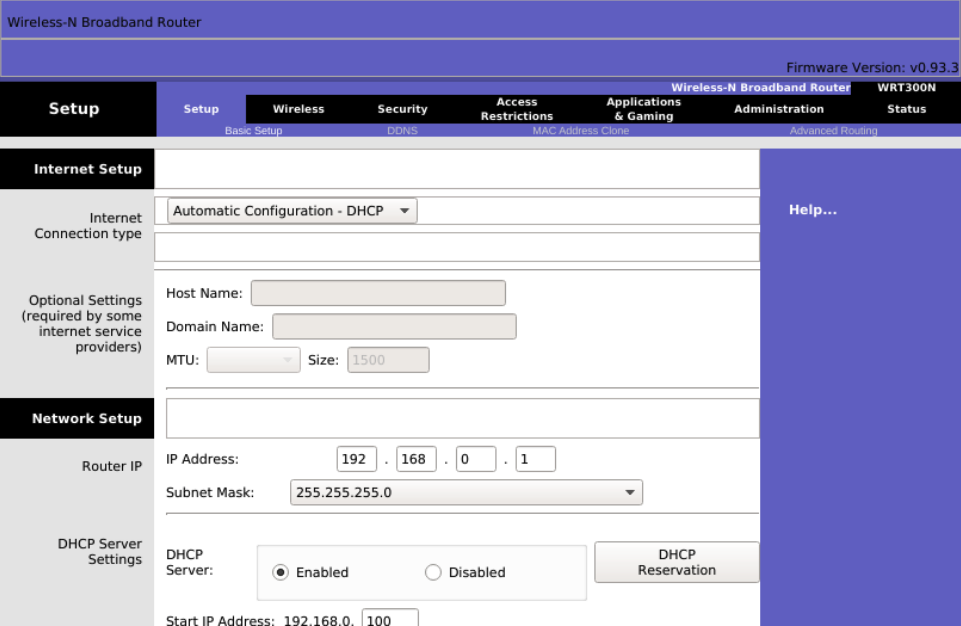 Wireless-N Broadband Router
Firmware Version: v0.93.3
Wireless-N Broadband Router WRT300N
Setup
Setup Wireless Security Access Restrictions Applications & Gaming Administration Status
Basic Setup DDNS MAC Address Clone Advanced Routing
Internet Setup
Internet
Connection type
Automatic Configuration - DHCP
Help...
Optional Settings
(required by some
internet service
providers)
Host Name:
Domain Name:
MTU: Size: 1500
Network Setup
Router IP
IP Address: 192 . 168 . 0 . 1
Subnet Mask: 255.255.255.0
DHCP Server
Settings
DHCP
Server:
Enabled Disabled
DHCP
Reservation
Start IP Address: 192.168.0. 100